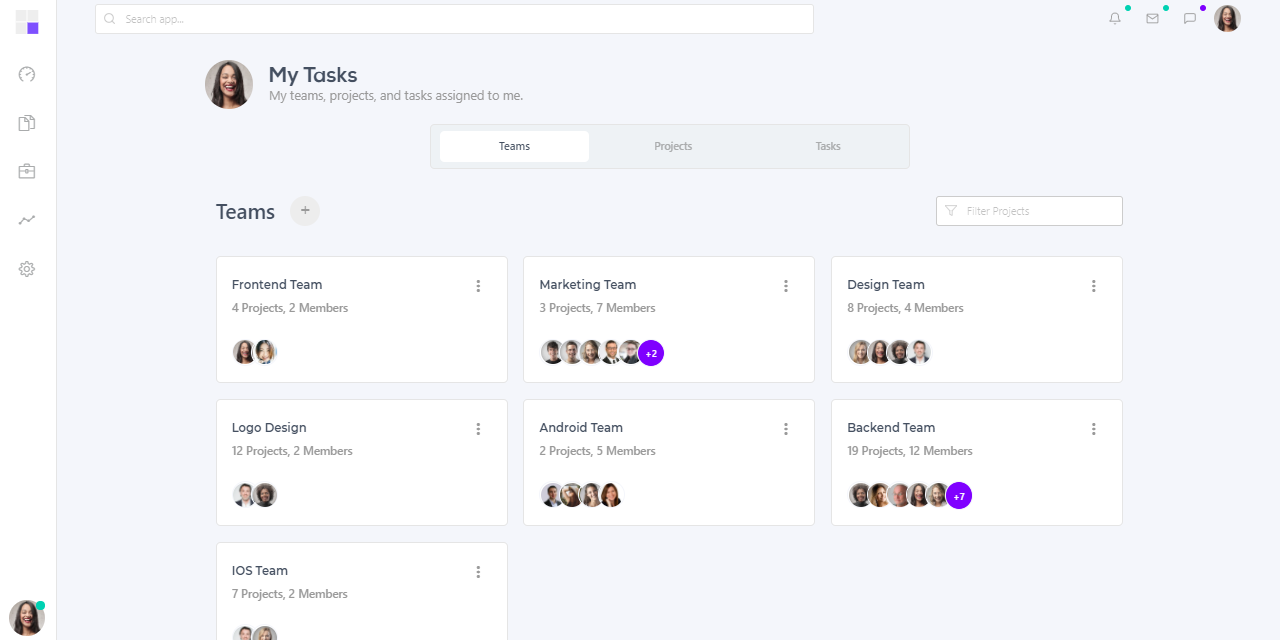 Search app...
My Tasks
My teams, projects, and tasks assigned to me.
Teams Projects Tasks
Teams +
Filter Projects
Frontend Team
4 Projects, 2 Members
Marketing Team
3 Projects, 7 Members
+2
Design Team
8 Projects, 4 Members
Logo Design
12 Projects, 2 Members
Android Team
2 Projects, 5 Members
Backend Team
19 Projects, 12 Members
+7
IOS Team
7 Projects, 2 Members